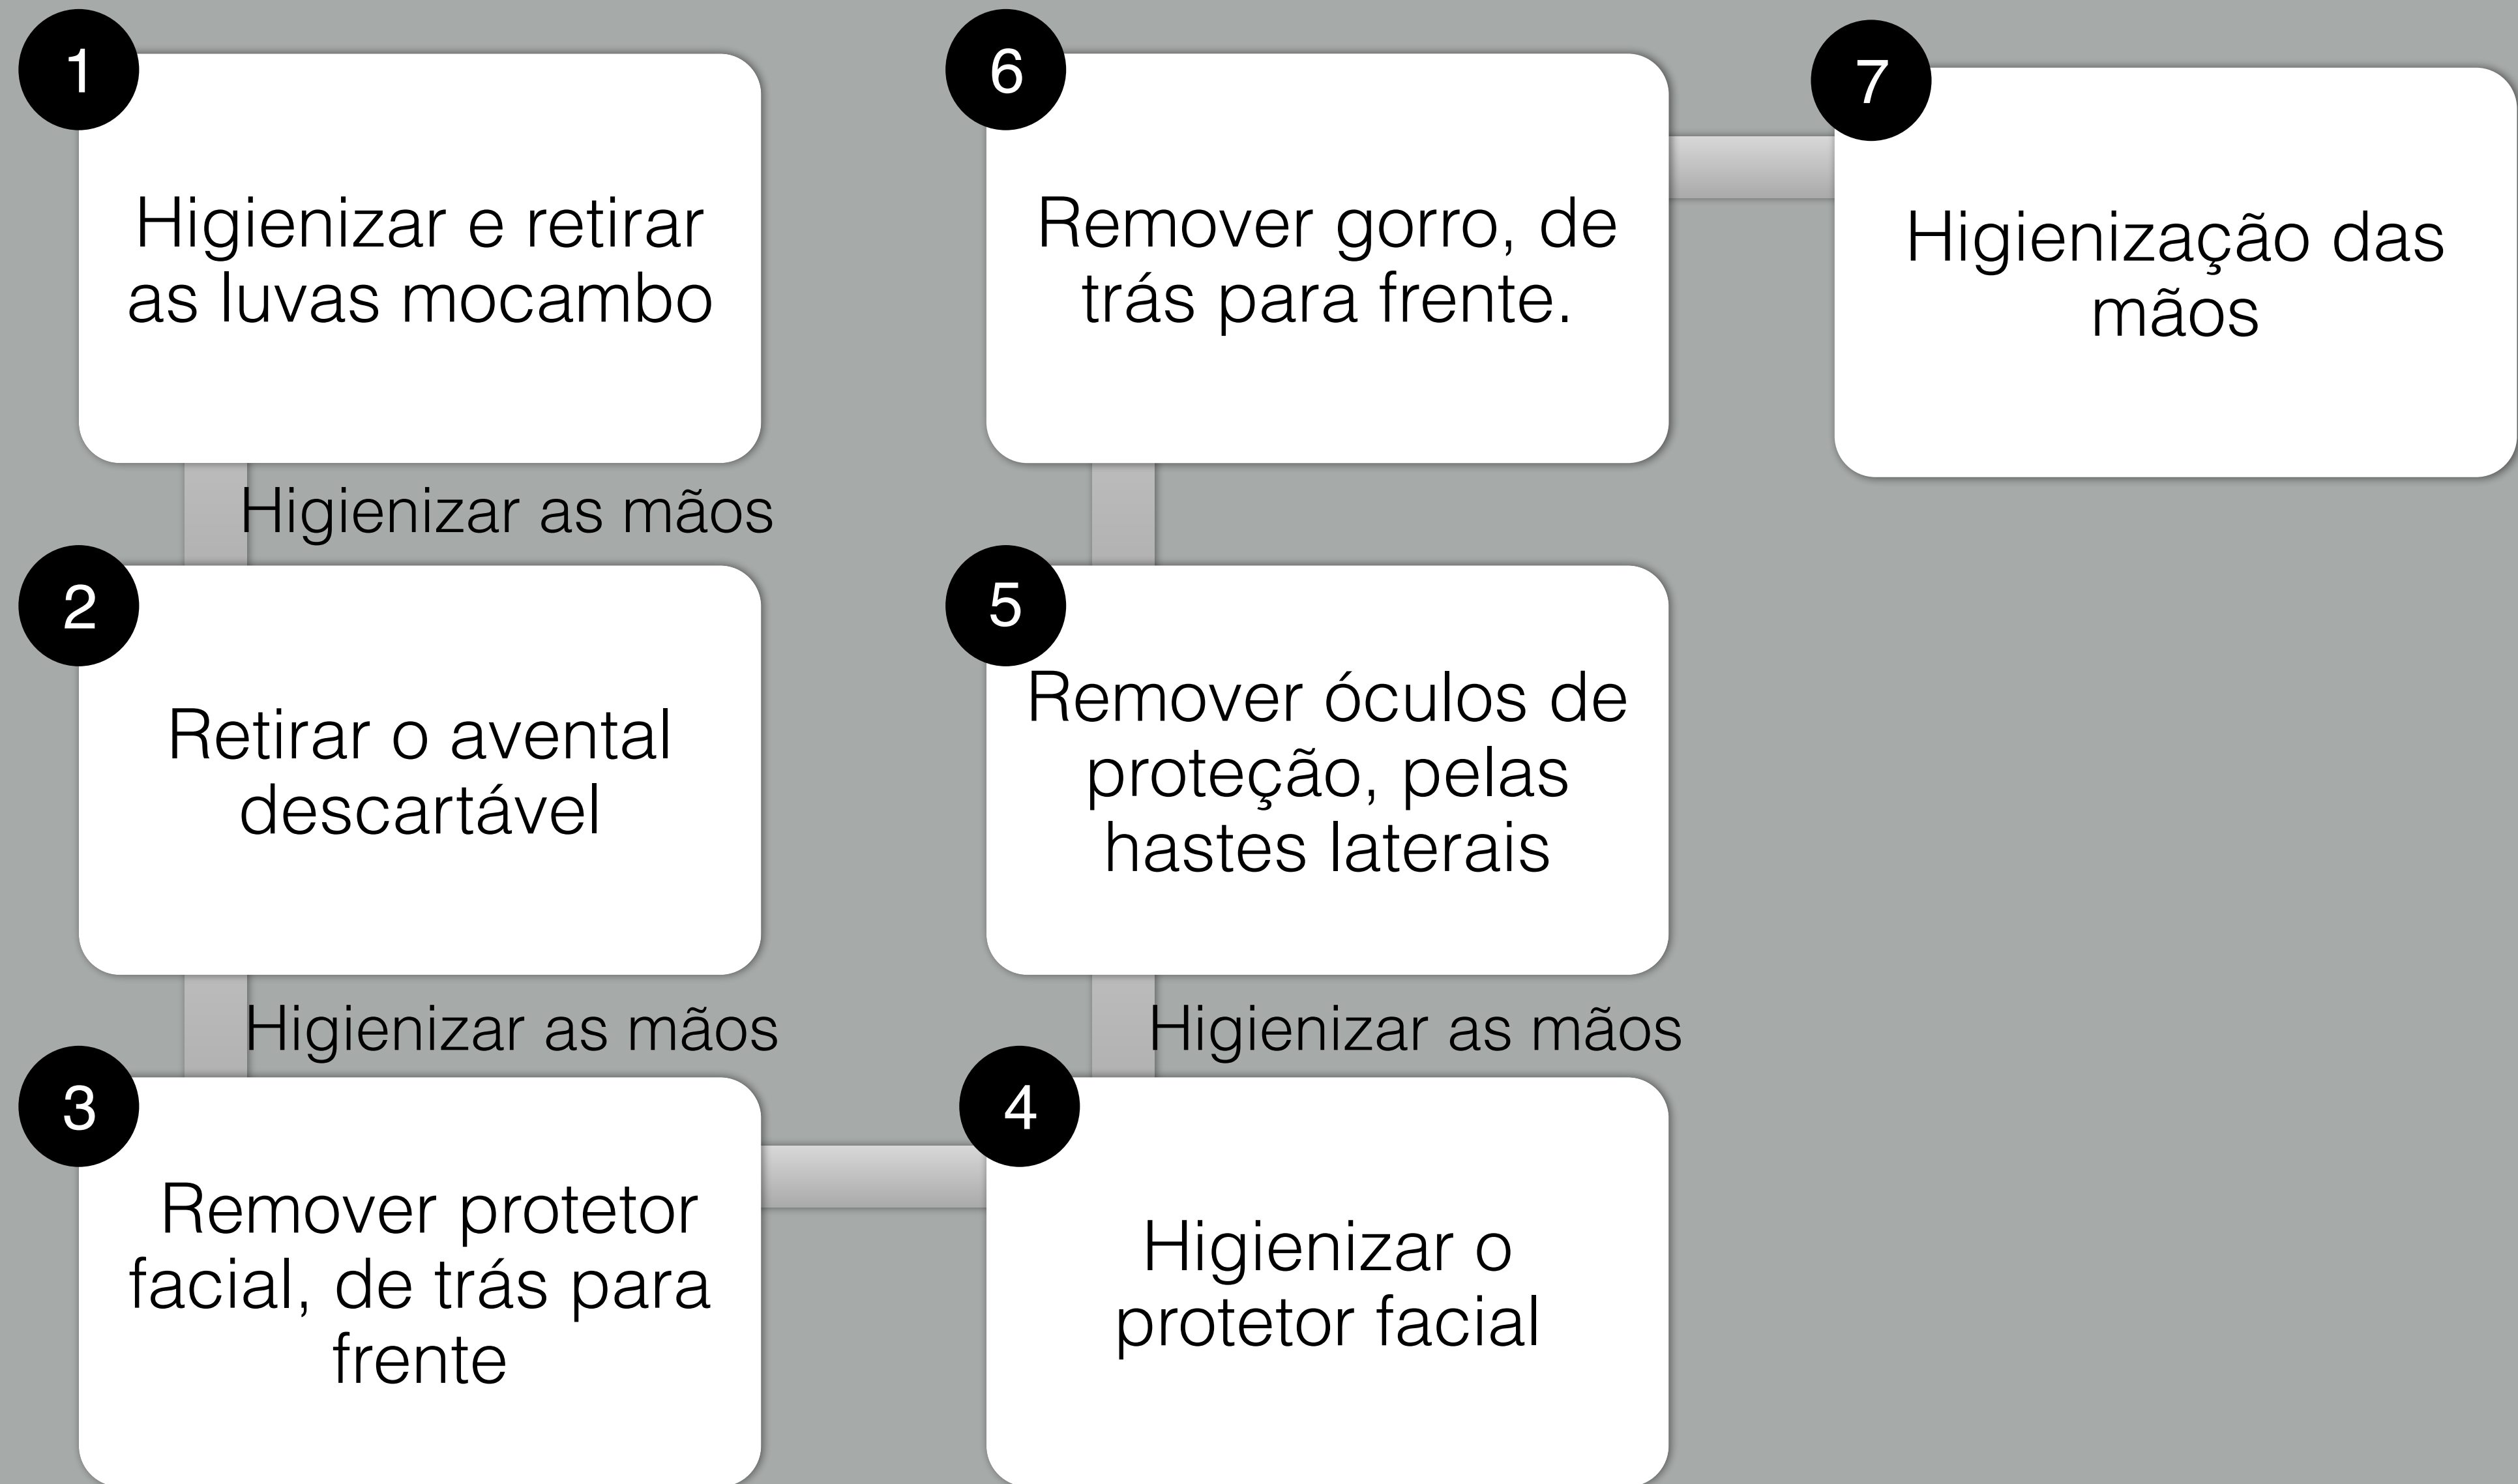 1
Higienizar e retirar
as luvas mocambo
Higienizar as mãos
2
Retirar o avental
descartável
Higienizar as mãos
3
Remover protetor
facial, de trás para
frente
4
Higienizar o
protetor facial
Higienizar as mãos
5
Remover óculos de
proteção, pelas
hastes laterais
6
Remover gorro, de
trás para frente.
7
Higienização das
mãos